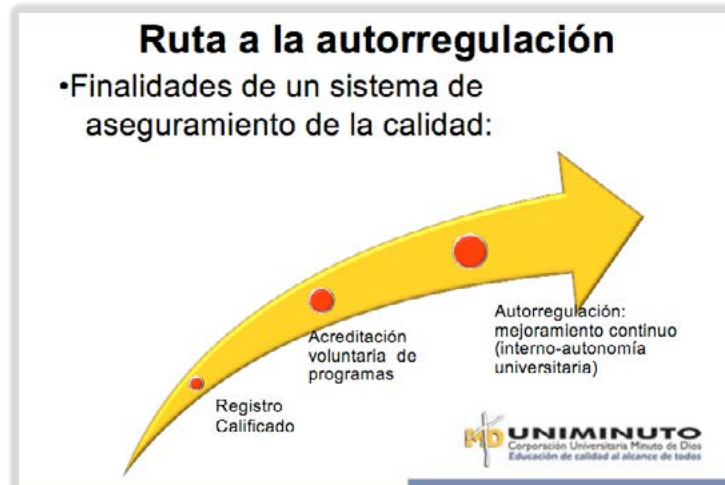 Ruta a la autorregulación
•Finalidades de un sistema de
aseguramiento de la calidad:
Registro
Calificado
Acreditación
voluntaria de
programas
Autorregulación:
mejoramiento continuo
(interno-autonomía
universitaria)
MD UNIMINUTO
Corporación Universitaria Minuto de Dios
Educación de calidad al alcance de todos